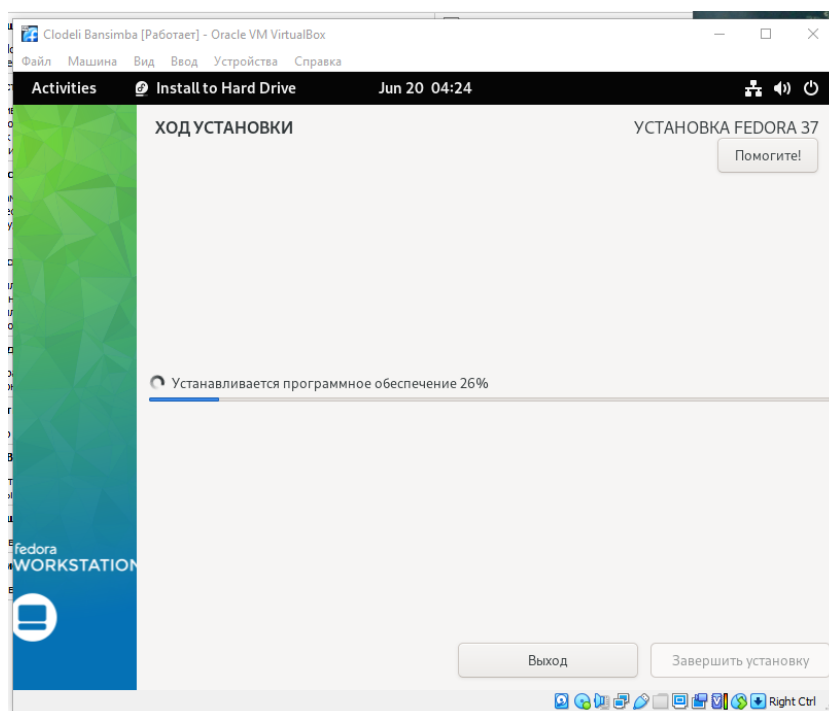 Clodeli Bansimba [Работает] - Oracle VM VirtualBox
Файл Машина Вид Ввод Устройства Справка
Activities Install to Hard Drive Jun 20 04:24
ХОД УСТАНОВКИ УСТАНОВКА FEDORA 37
Помогите!
Устанавливается программное обеспечение 26%
fedora
WORKSTATION
Выход Завершить установку
Right Ctrl